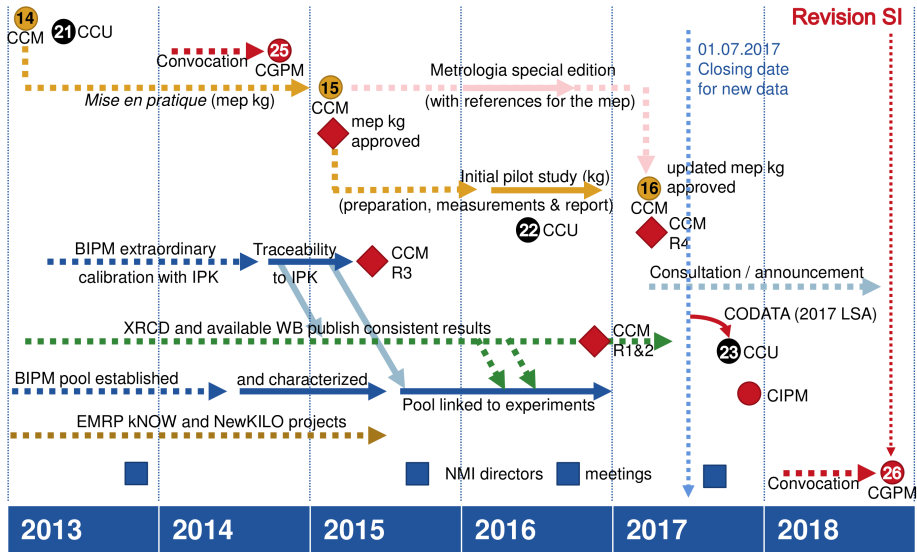 Revision SI
14
CCM
21 CCU
Convocation
25
CGPM
01.07.2017
Closing date
for new data
Mise en pratique (mep kg)
15
CCM
Metrologia special edition
(with references for the mep)
mep kg
approved
Initial pilot study (kg)
(preparation, measurements & report)
16
CCM
updated mep kg
approved
22 CCU
CCM
R4
BIPM extraordinary
calibration with IPK
Traceability
to IPK
CCM
R3
Consultation / announcement
XRCD and available WB publish consistent results
CCM
R1&2
CODATA (2017 LSA)
23 CCU
BIPM pool established
and characterized
Pool linked to experiments
CIPM
EMRP kNOW and NewKILO projects
NMI directors
meetings
Convocation
26
CGPM
2013
2014
2015
2016
2017
2018